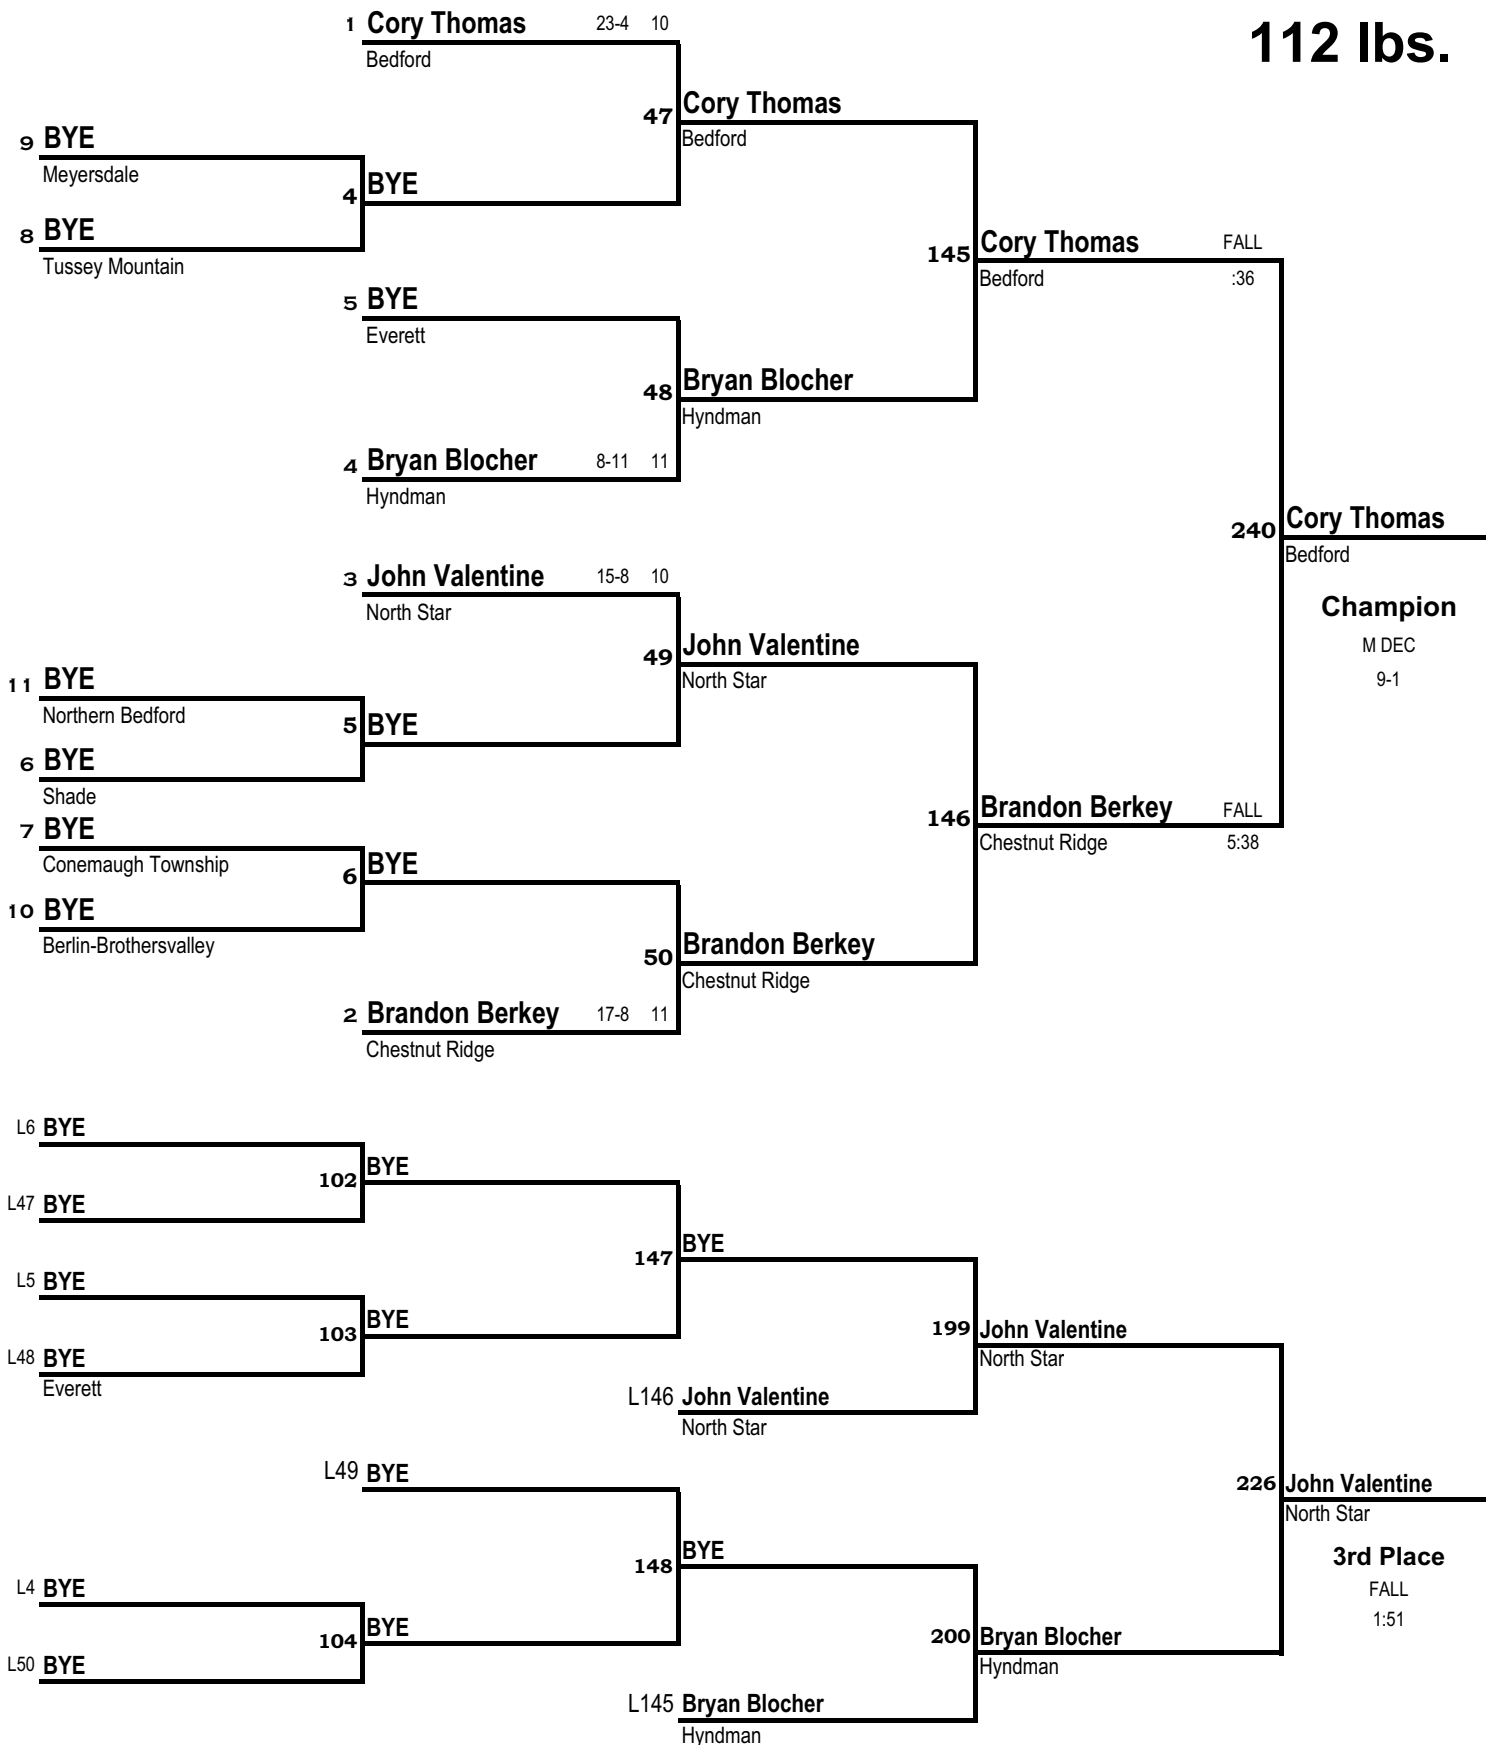 112 lbs.
1 Cory Thomas 23-4 10
Bedford
47 Cory Thomas
Bedford
9 BYE
Meyersdale
4 BYE
8 BYE
Tussey Mountain
145 Cory Thomas FALL
Bedford :36
5 BYE
Everett
48 Bryan Blocher
Hyndman
4 Bryan Blocher 8-11 11
Hyndman
240 Cory Thomas
Bedford
Champion
M DEC
9-1
3 John Valentine 15-8 10
North Star
49 John Valentine
North Star
11 BYE
Northern Bedford
5 BYE
6 BYE
Shade
7 BYE
Conemaugh Township
6 BYE
10 BYE
Berlin-Brothersvalley
146 Brandon Berkey FALL
Chestnut Ridge 5:38
50 Brandon Berkey
Chestnut Ridge
2 Brandon Berkey 17-8 11
Chestnut Ridge
L6 BYE
102 BYE
L47 BYE
147 BYE
L5 BYE
103 BYE
L48 BYE
Everett
199 John Valentine
North Star
L146 John Valentine
North Star
L49 BYE
226 John Valentine
North Star
3rd Place
FALL
1:51
148 BYE
L4 BYE
104 BYE
L50 BYE
200 Bryan Blocher
Hyndman
L145 Bryan Blocher
Hyndman